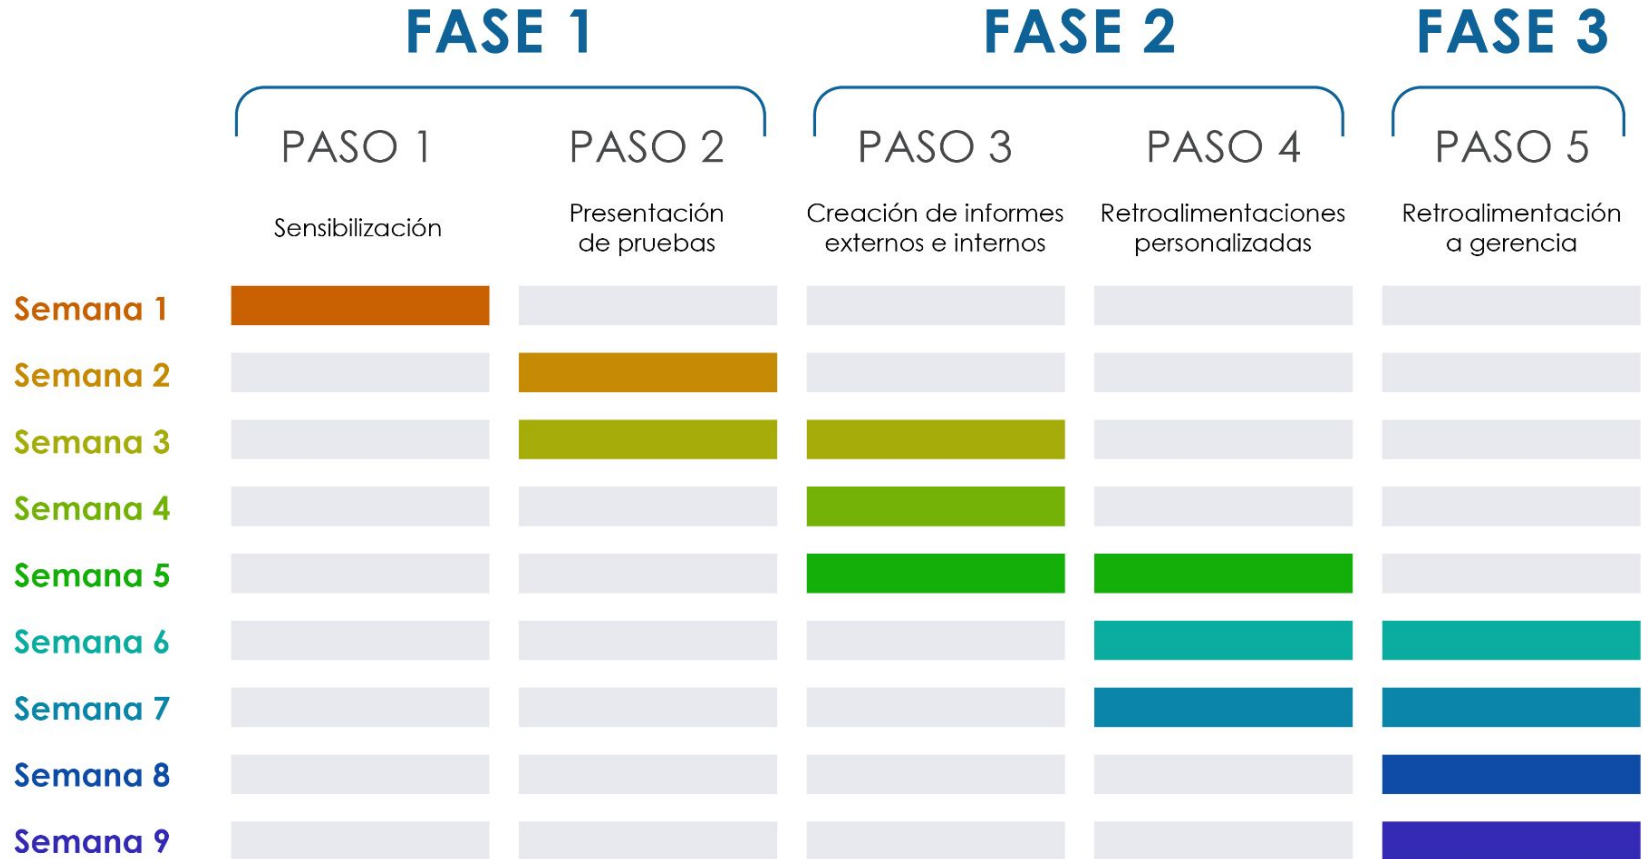 FASE 1
FASE 2
FASE 3
PASO 1
PASO 2
PASO 3
PASO 4
PASO 5
Sensibilización
Presentación
de pruebas
Creación de informes
externos e internos
Retroalimentaciones
personalizadas
Retroalimentación
a gerencia
Semana 1
Semana 2
Semana 3
Semana 4
Semana 5
Semana 6
Semana 7
Semana 8
Semana 9